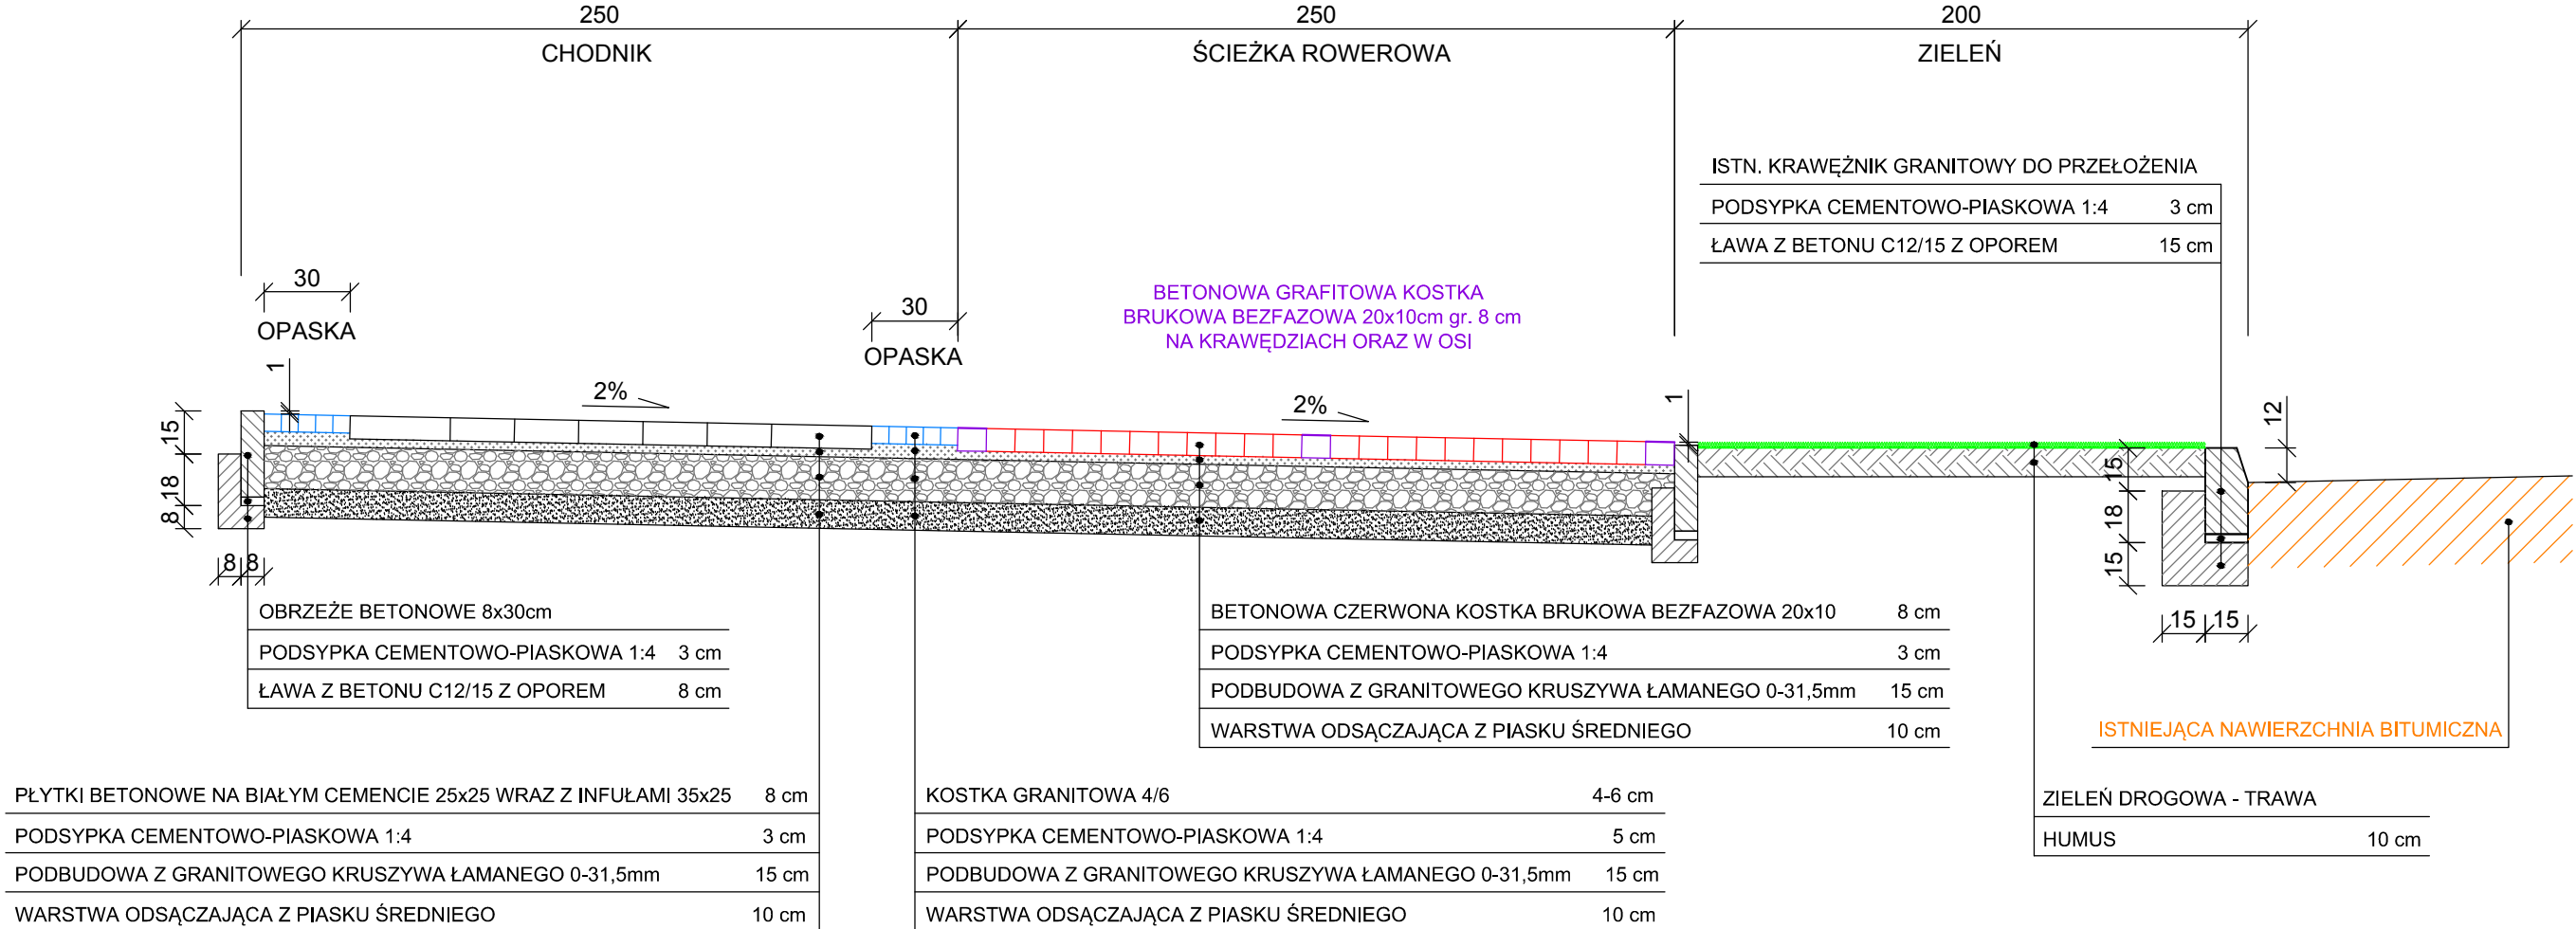 250
250
200
CHODNIK
ŚCIEŻKA ROWEROWA
ZIELEŃ
ISTN. KRAWĘŻNIK GRANITOWY DO PRZEŁOŻENIA
PODSYPKA CEMENTOWO-PIASKOWA 1:4 3 cm
ŁAWA Z BETONU C12/15 Z OPOREM 15 cm
30
OPASKA
30
OPASKA
BETONOWA GRAFITOWA KOSTKA
BRUKOWA BEZFAZOWA 20x10cm gr. 8 cm
NA KRAWĘDZIACH ORAZ W OSI
1
2%
2%
1
12
15
18
8
8
8
15
18
15
15
15
OBRZEŻE BETONOWE 8x30cm
PODSYPKA CEMENTOWO-PIASKOWA 1:4 3 cm
ŁAWA Z BETONU C12/15 Z OPOREM 8 cm
BETONOWA CZERWONA KOSTKA BRUKOWA BEZFAZOWA 20x10 8 cm
PODSYPKA CEMENTOWO-PIASKOWA 1:4 3 cm
PODBUDOWA Z GRANITOWEGO KRUSZYWA ŁAMANEGO 0-31,5mm 15 cm
WARSTWA ODSĄCZAJĄCA Z PIASKU ŚREDNIEGO 10 cm
ISTNIEJĄCA NAWIERZCHNIA BITUMICZNA
PŁYTKI BETONOWE NA BIAŁYM CEMENCIE 25x25 WRAZ Z INFUŁAMI 35x25 8 cm
PODSYPKA CEMENTOWO-PIASKOWA 1:4 3 cm
PODBUDOWA Z GRANITOWEGO KRUSZYWA ŁAMANEGO 0-31,5mm 15 cm
WARSTWA ODSĄCZAJĄCA Z PIASKU ŚREDNIEGO 10 cm
KOSTKA GRANITOWA 4/6 4-6 cm
PODSYPKA CEMENTOWO-PIASKOWA 1:4 5 cm
PODBUDOWA Z GRANITOWEGO KRUSZYWA ŁAMANEGO 0-31,5mm 15 cm
WARSTWA ODSĄCZAJĄCA Z PIASKU ŚREDNIEGO 10 cm
ZIELEŃ DROGOWA - TRAWA
HUMUS 10 cm